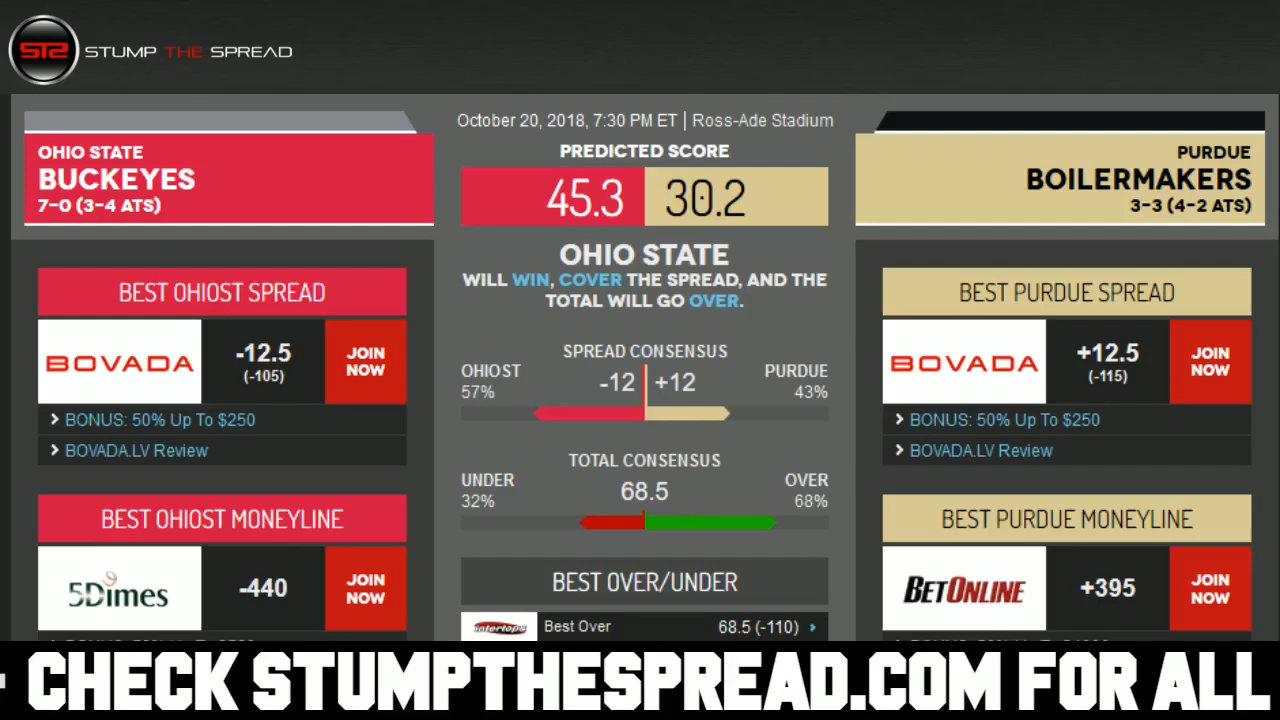 STS STUMP THE SPREAD
October 20, 2018, 7:30 PM ET | Ross-Ade Stadium
OHIO STATE
BUCKEYES
7-0 (3-4 ATS)
PREDICTED SCORE
45.3 30.2
PURDUE
BOILERMAKERS
3-3 (4-2 ATS)
OHIO STATE
WILL WIN, COVER THE SPREAD, AND THE
TOTAL WILL GO OVER.
BEST OHIOST SPREAD
BOVADA -12.5 (-105) JOIN NOW
> BONUS: 50% Up To $250
> BOVADA.LV Review
SPREAD CONSENSUS
OHIOST 57% -12 +12 PURDUE 43%
TOTAL CONSENSUS
UNDER 32% 68.5 OVER 68%
BEST PURDUE SPREAD
BOVADA +12.5 (-115) JOIN NOW
> BONUS: 50% Up To $250
> BOVADA.LV Review
BEST OHIOST MONEYLINE
5Dimes -440 JOIN NOW
BEST OVER/UNDER
intertops Best Over 68.5 (-110) >
BEST PURDUE MONEYLINE
BETONLINE +395 JOIN NOW
- CHECK STUMPTHESPREAD.COM FOR ALL